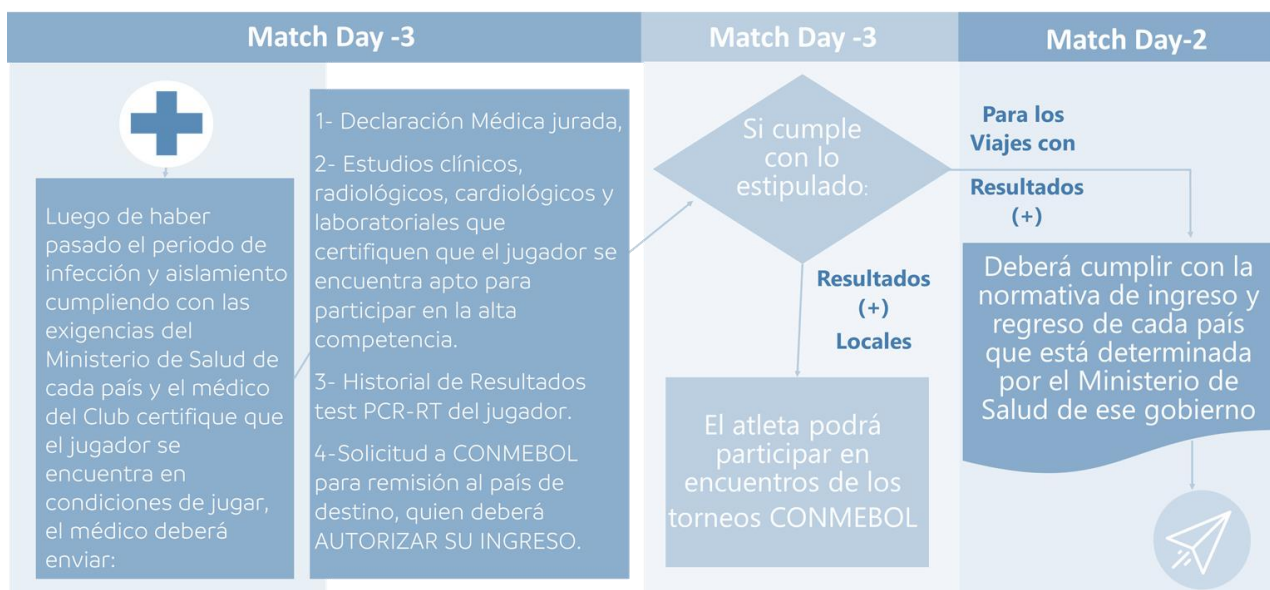 Match Day -3
Luego de haber
pasado el periodo de
infección y aislamiento
cumpliendo con las
exigencias del
Ministerio de Salud de
cada país y el médico
del Club certifique que
el jugador se
encuentra en
condiciones de jugar,
el médico deberá
enviar:
1- Declaración Médica jurada,
2- Estudios clínicos,
radiológicos, cardiológicos y
laboratoriales que
certifiquen que el jugador se
encuentra apto para
participar en la alta
competencia.
3- Historial de Resultados
test PCR-RT del jugador.
4-Solicitud a CONMEBOL
para remisión al país de
destino, quien deberá
AUTORIZAR SU INGRESO.
Match Day -3
Si cumple
con lo
estipulado:
Resultados
(+)
Locales
El atleta podrá
participar en
encuentros de los
torneos CONMEBOL
Match Day-2
Para los
Viajes con
Resultados
(+)
Deberá cumplir con la
normativa de ingreso y
regreso de cada país
que está determinada
por el Ministerio de
Salud de ese gobierno